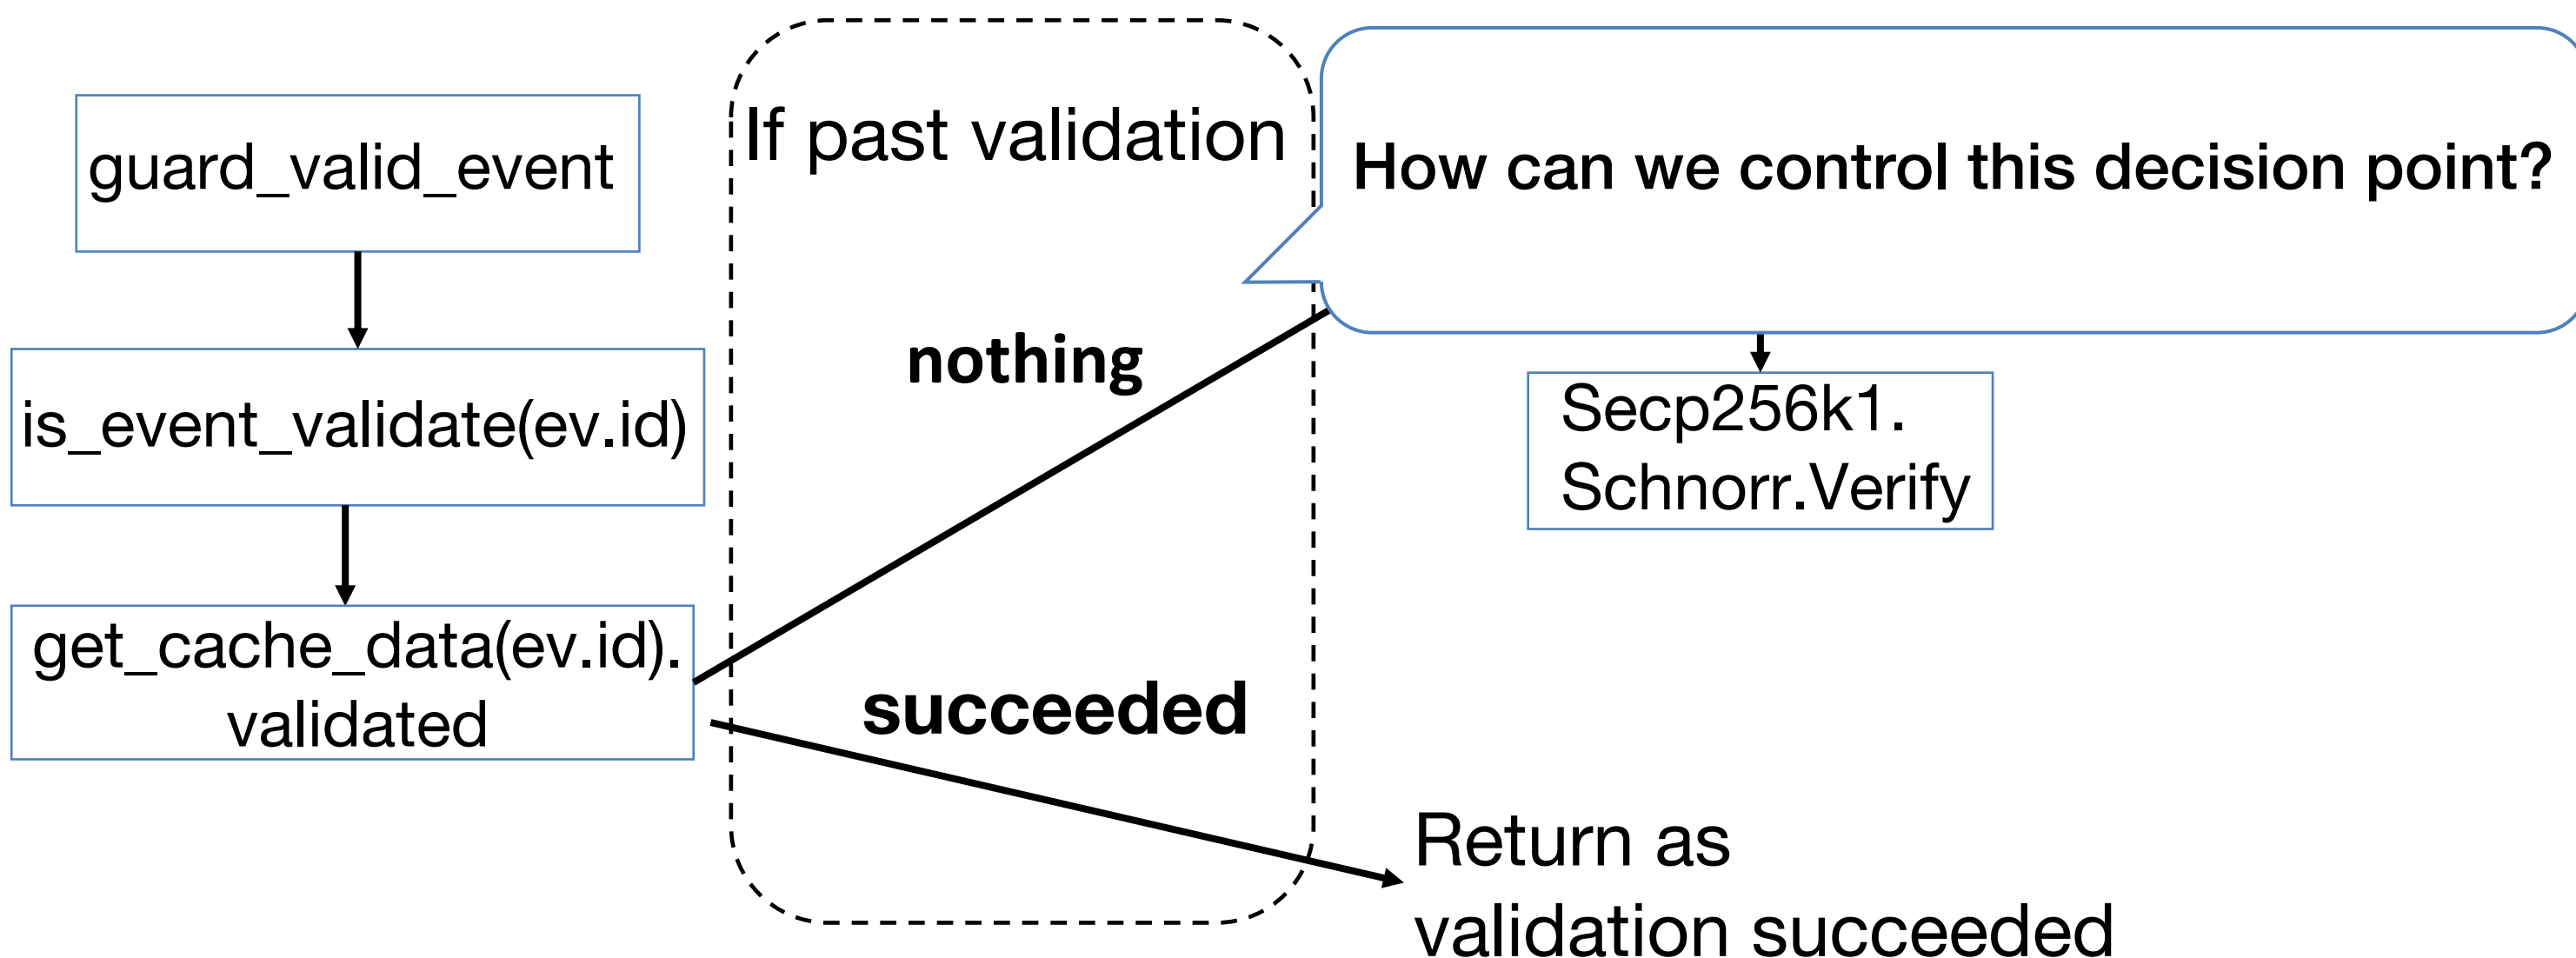 guard_valid_event
is_event_validate(ev.id)
get_cache_data(ev.id).
validated
If past validation
nothing
succeeded
How can we control this decision point?
Secp256k1.
Schnorr.Verify
Return as
validation succeeded